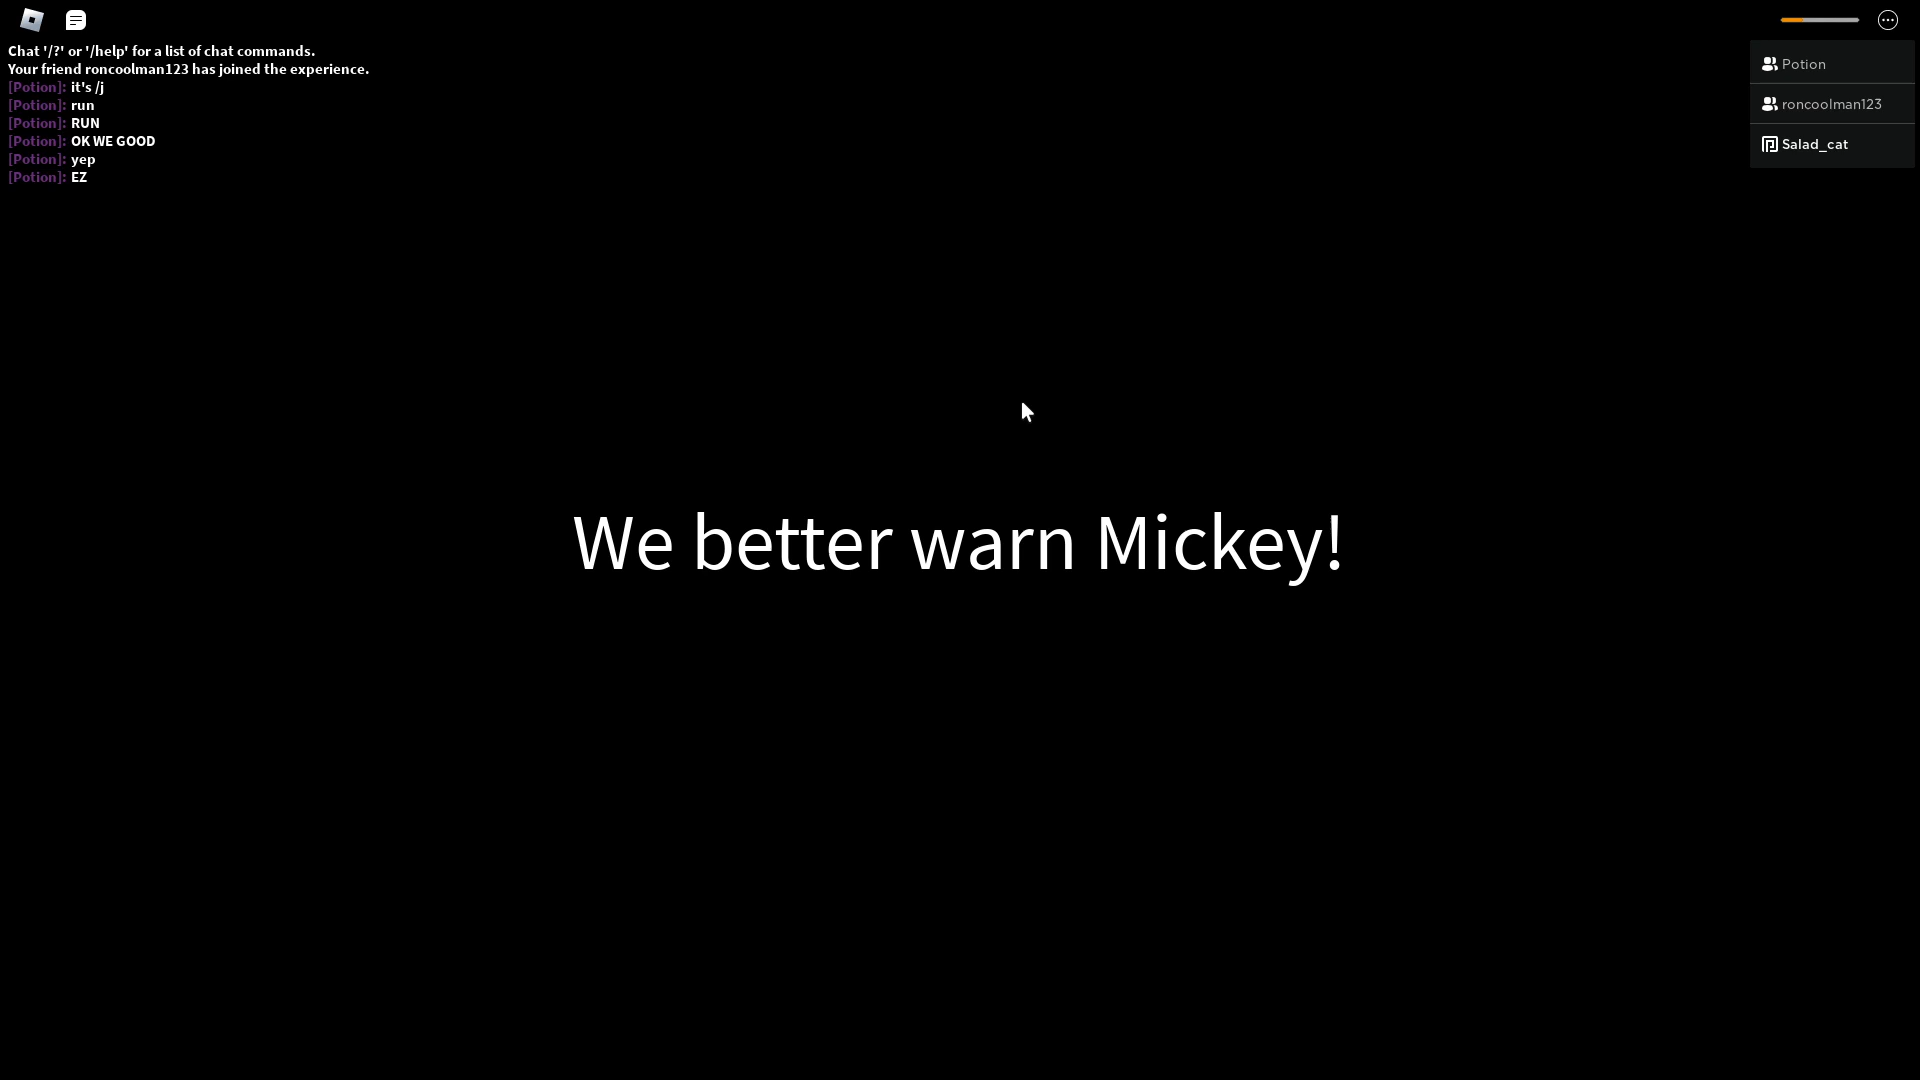 Chat '/?' or '/help' for a list of chat commands.
Your friend roncoolman123 has joined the experience.
[Potion]: it's /j
[Potion]: run
[Potion]: RUN
[Potion]: OK WE GOOD
[Potion]: yep
[Potion]: EZ
Potion
roncoolman123
Salad_cat
We better warn Mickey!